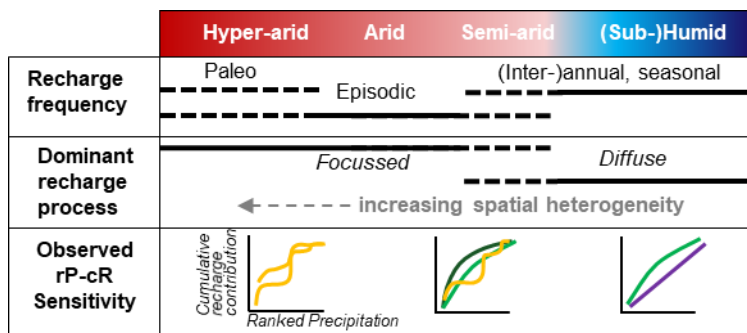 Hyper-arid Arid Semi-arid (Sub-)Humid
Recharge frequency
Paleo
Episodic
(Inter-)annual, seasonal
Dominant recharge process
Focussed
Diffuse
increasing spatial heterogeneity
Observed rP-cR Sensitivity
Cumulative recharge contribution
Ranked Precipitation